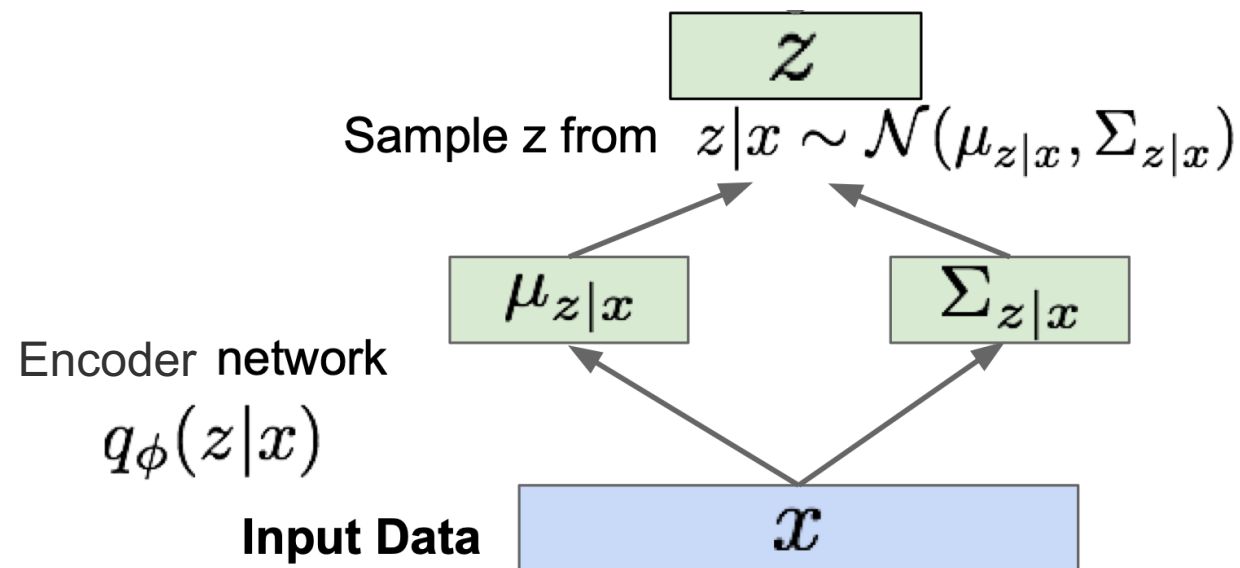 z
Sample z from z|x ∼ 𝒩(μ_{z|x}, Σ_{z|x})
μ_{z|x} Σ_{z|x}
Encoder network
q_ϕ(z|x)
Input Data x